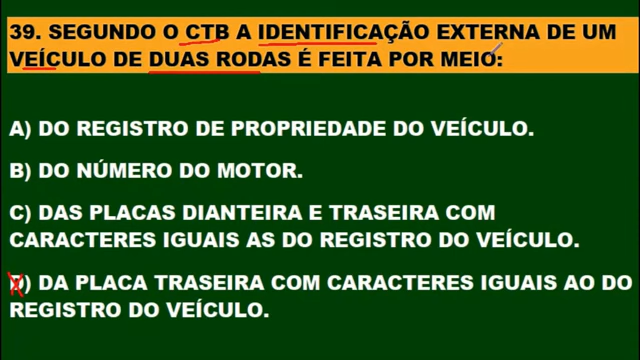 39. SEGUNDO O CTB A IDENTIFICAÇÃO EXTERNA DE UM
VEÍCULO DE DUAS RODAS É FEITA POR MEIO:
A) DO REGISTRO DE PROPRIEDADE DO VEÍCULO.
B) DO NÚMERO DO MOTOR.
C) DAS PLACAS DIANTEIRA E TRASEIRA COM
CARACTERES IGUAIS AS DO REGISTRO DO VEÍCULO.
D) DA PLACA TRASEIRA COM CARACTERES IGUAIS AO DO
REGISTRO DO VEÍCULO.